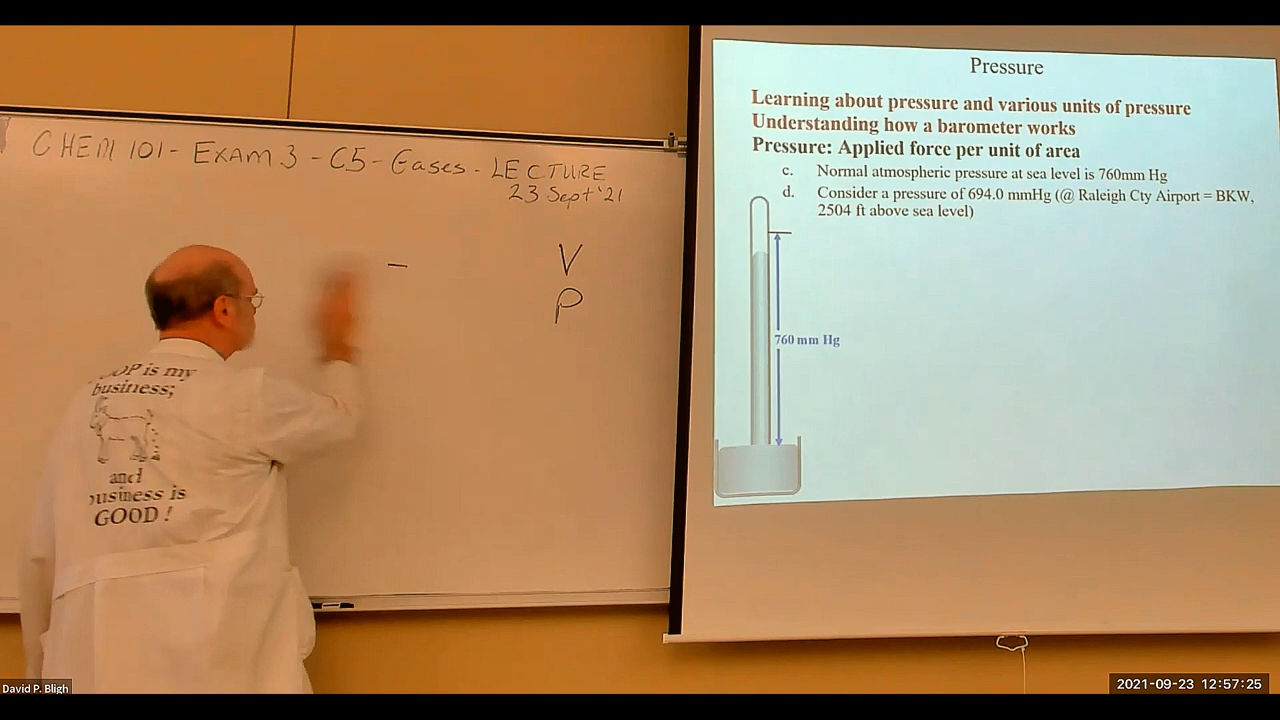 CHEM 101 - EXAM 3 - C5 - Gases - LECTURE
23 Sept '21
V
P
is my
business;
and
business is
GOOD!
Pressure
Learning about pressure and various units of pressure
Understanding how a barometer works
Pressure: Applied force per unit of area
c. Normal atmospheric pressure at sea level is 760mm Hg
d. Consider a pressure of 694.0 mmHg (@ Raleigh Cty Airport = BKW,
2504 ft above sea level)
760 mm Hg
David P. Bligh
2021-09-23 12:57:25